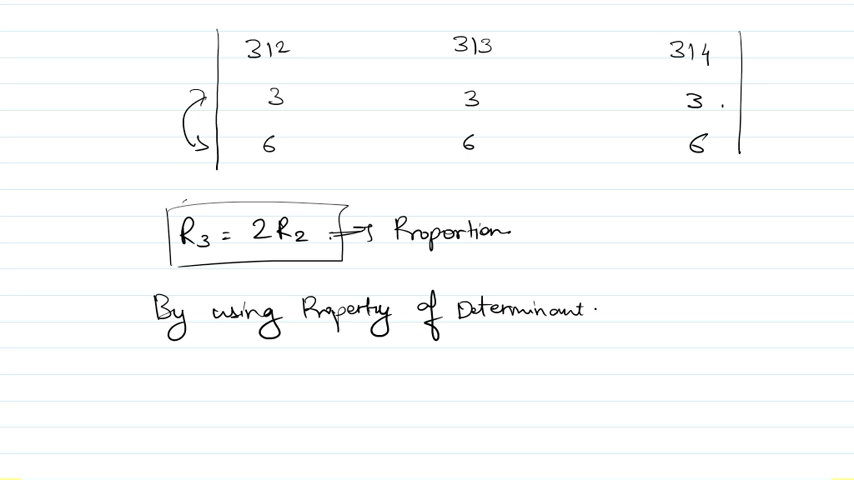 312 313 314
3 3 3 .
6 6 6
R3 = 2R2 → Proportion
By using Property of Determinant.